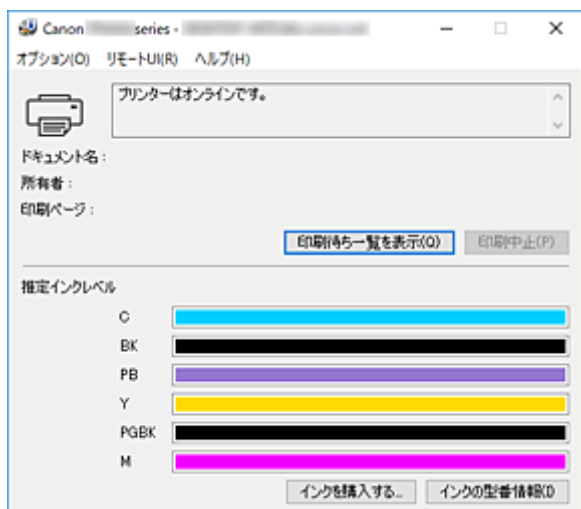 Canon series -
オプション(O) リモートUI(R) ヘルプ(H)
プリンターはオンラインです。
ドキュメント名 :
所有者 :
印刷ページ :
印刷待ち一覧を表示(Q) 印刷中止(P)
推定インクレベル
C
BK
PB
Y
PGBK
M
インクを購入する... インクの型番情報(I)